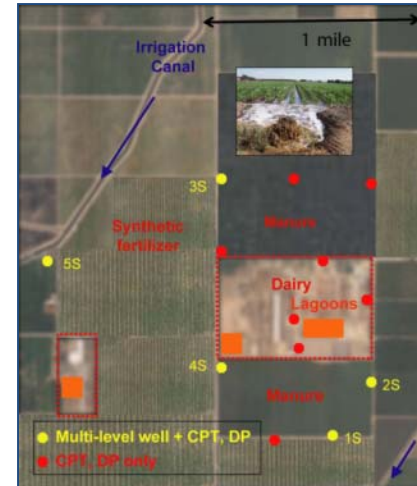 1 mile
Irrigation
Canal
3S
Synthetic
fertilizer
Manure
5S
Dairy
Lagoons
4S
2S
Manure
1S
Multi-level well + CPT, DP
CPT, DP only